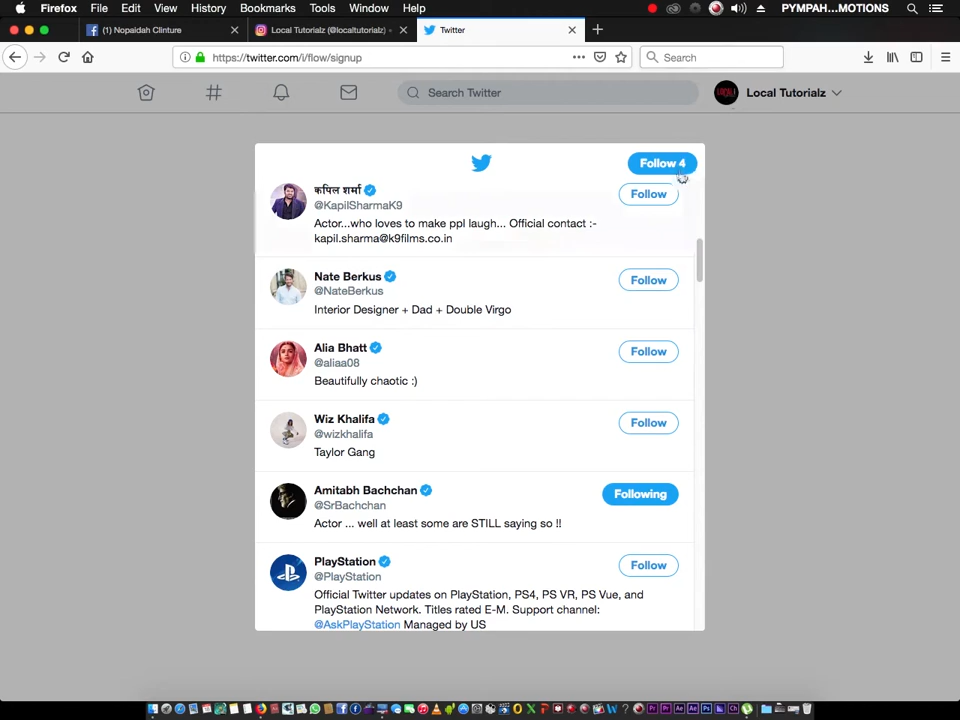 Firefox File Edit View History Bookmarks Tools Window Help PYMPAH...MOTIONS
(1) Nopaidah Clinture
Local Tutorialz (@localtutorialz) •
Twitter
https://twitter.com/i/flow/signup
Search
Search Twitter
Local Tutorialz
Follow 4
कपिल शर्मा
@KapilSharmaK9
Follow
Actor...who loves to make ppl laugh... Official contact :-
kapil.sharma@k9films.co.in
Nate Berkus
@NateBerkus
Follow
Interior Designer + Dad + Double Virgo
Alia Bhatt
@aliaa08
Follow
Beautifully chaotic :)
Wiz Khalifa
@wizkhalifa
Follow
Taylor Gang
Amitabh Bachchan
@SrBachchan
Following
Actor ... well at least some are STILL saying so !!
PlayStation
@PlayStation
Follow
Official Twitter updates on PlayStation, PS4, PS VR, PS Vue, and
PlayStation Network. Titles rated E-M. Support channel:
@AskPlayStation Managed by US